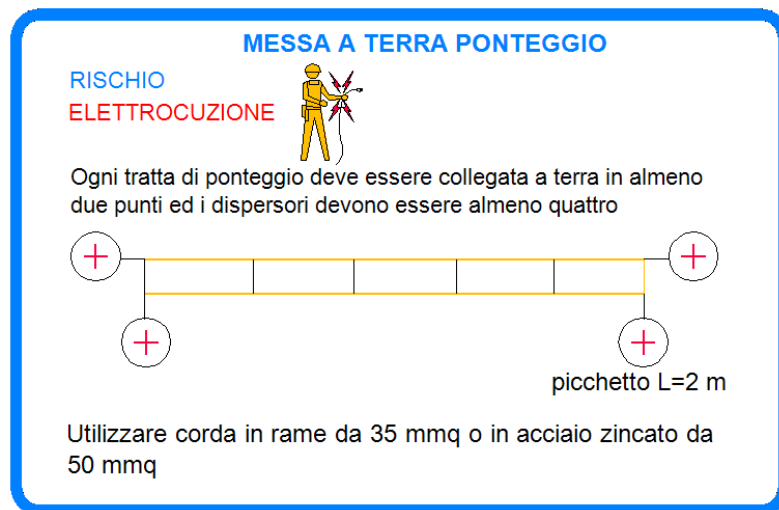 MESSA A TERRA PONTEGGIO
RISCHIO
ELETTROCUZIONE
Ogni tratta di ponteggio deve essere collegata a terra in almeno
due punti ed i dispersori devono essere almeno quattro
picchetto L=2 m
Utilizzare corda in rame da 35 mmq o in acciaio zincato da
50 mmq